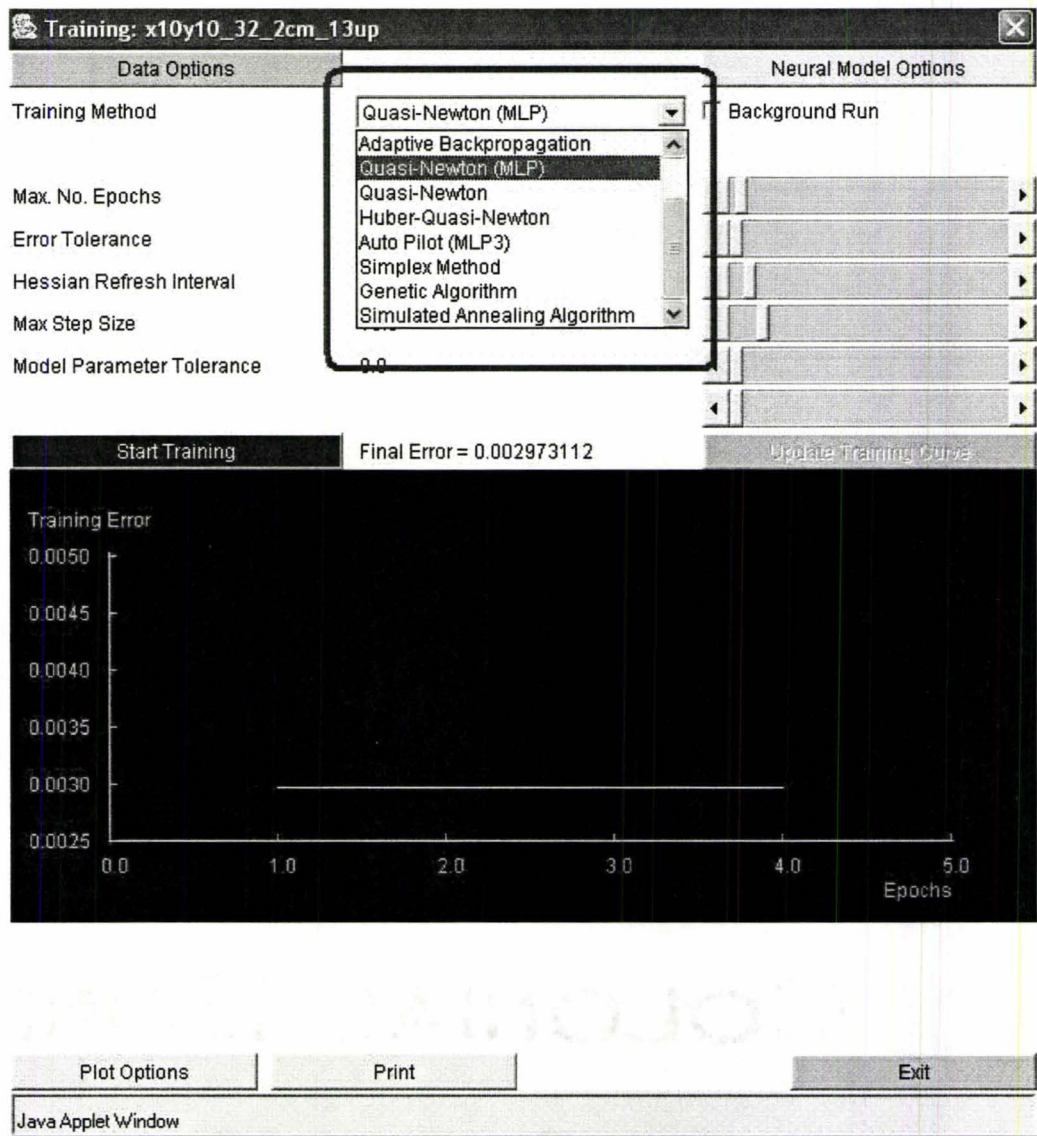 Training: x10y10_32_2cm_13up
Data Options
Neural Model Options
Training Method
Quasi-Newton (MLP)
Background Run
Adaptive Backpropagation
Quasi-Newton (MLP)
Quasi-Newton
Huber-Quasi-Newton
Auto Pilot (MLP3)
Simplex Method
Genetic Algorithm
Simulated Annealing Algorithm
Max. No. Epochs
Error Tolerance
Hessian Refresh Interval
Max Step Size
Model Parameter Tolerance
0.0
Start Training
Final Error = 0.002973112
Update Training Curve
Training Error
0.0050
0.0045
0.0040
0.0035
0.0030
0.0025
0.0 1.0 2.0 3.0 4.0 5.0
Epochs
Plot Options
Print
Exit
Java Applet Window